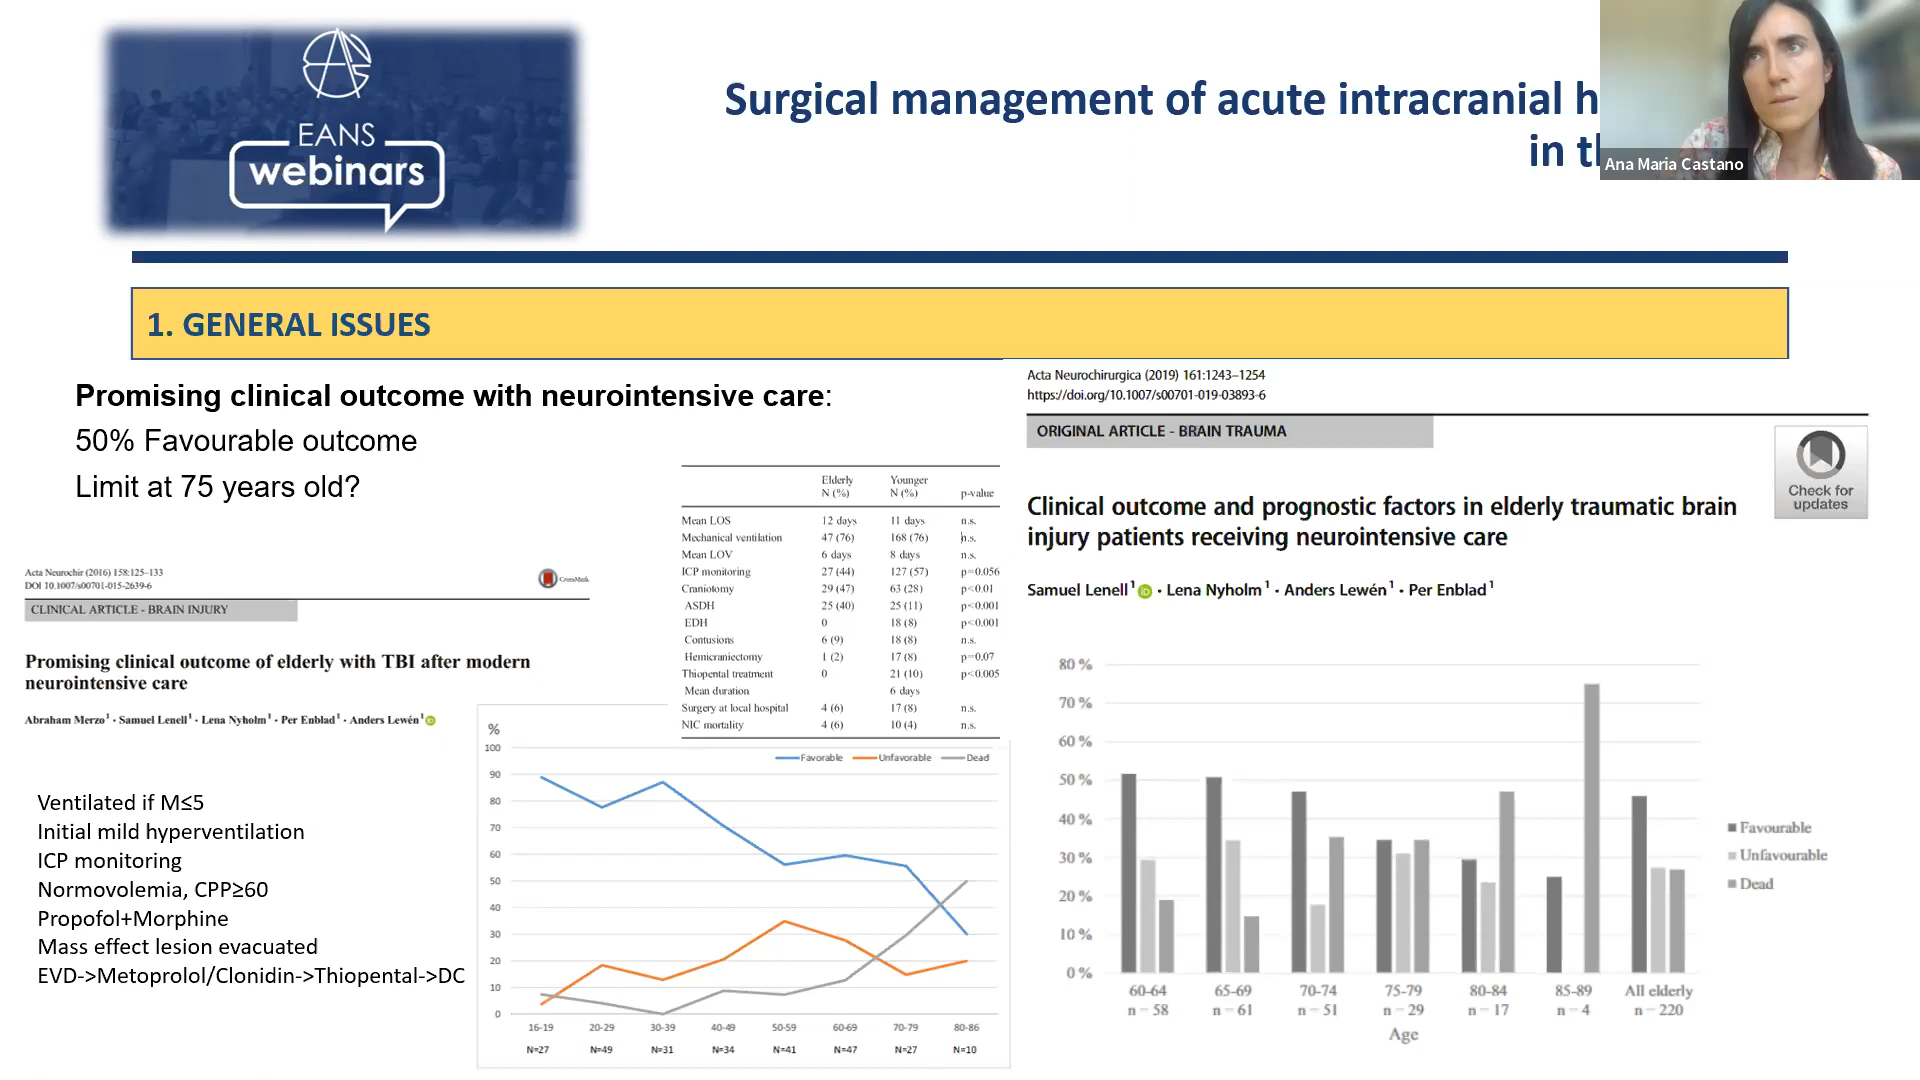 EANS
webinars
Surgical management of acute intracranial h
in th
Ana Maria Castano
1. GENERAL ISSUES
Promising clinical outcome with neurointensive care:
50% Favourable outcome
Limit at 75 years old?
Acta Neurochir (2016) 158:125–133
DOI 10.1007/s00701-015-2639-6
CrossMark
CLINICAL ARTICLE - BRAIN INJURY
Promising clinical outcome of elderly with TBI after modern
neurointensive care
Abraham Merzo1 · Samuel Lenell1 · Lena Nyholm1 · Per Enblad1 · Anders Lewén1
Ventilated if M≤5
Initial mild hyperventilation
ICP monitoring
Normovolemia, CPP≥60
Propofol+Morphine
Mass effect lesion evacuated
EVD->Metoprolol/Clonidin->Thiopental->DC
Elderly Younger
N (%) N (%) p-value
Mean LOS 12 days 11 days n.s.
Mechanical ventilation 47 (76) 168 (76) n.s.
Mean LOV 6 days 8 days n.s.
ICP monitoring 27 (44) 127 (57) p=0.056
Craniotomy 29 (47) 63 (28) p<0.01
ASDH 25 (40) 25 (11) p<0.001
EDH 0 18 (8) p<0.001
Contusions 6 (9) 18 (8) n.s.
Hemicraniectomy 1 (2) 17 (8) p=0.07
Thiopental treatment 0 21 (10) p<0.005
Mean duration 6 days
Surgery at local hospital 4 (6) 17 (8) n.s.
NIC mortality 4 (6) 10 (4) n.s.
%
Favorable Unfavorable Dead
100
90
80
70
60
50
40
30
20
10
0
16-19 20-29 30-39 40-49 50-59 60-69 70-79 80-86
N=27 N=49 N=31 N=34 N=41 N=47 N=27 N=10
Acta Neurochirurgica (2019) 161:1243–1254
https://doi.org/10.1007/s00701-019-03893-6
ORIGINAL ARTICLE - BRAIN TRAUMA
Check for
updates
Clinical outcome and prognostic factors in elderly traumatic brain
injury patients receiving neurointensive care
Samuel Lenell1 · Lena Nyholm1 · Anders Lewén1 · Per Enblad1
80 %
70 %
60 %
50 %
40 %
30 %
20 %
10 %
0 %
60-64 65-69 70-74 75-79 80-84 85-89 All elderly
n = 58 n = 61 n = 51 n = 29 n = 17 n = 4 n = 220
Age
Favourable
Unfavourable
Dead